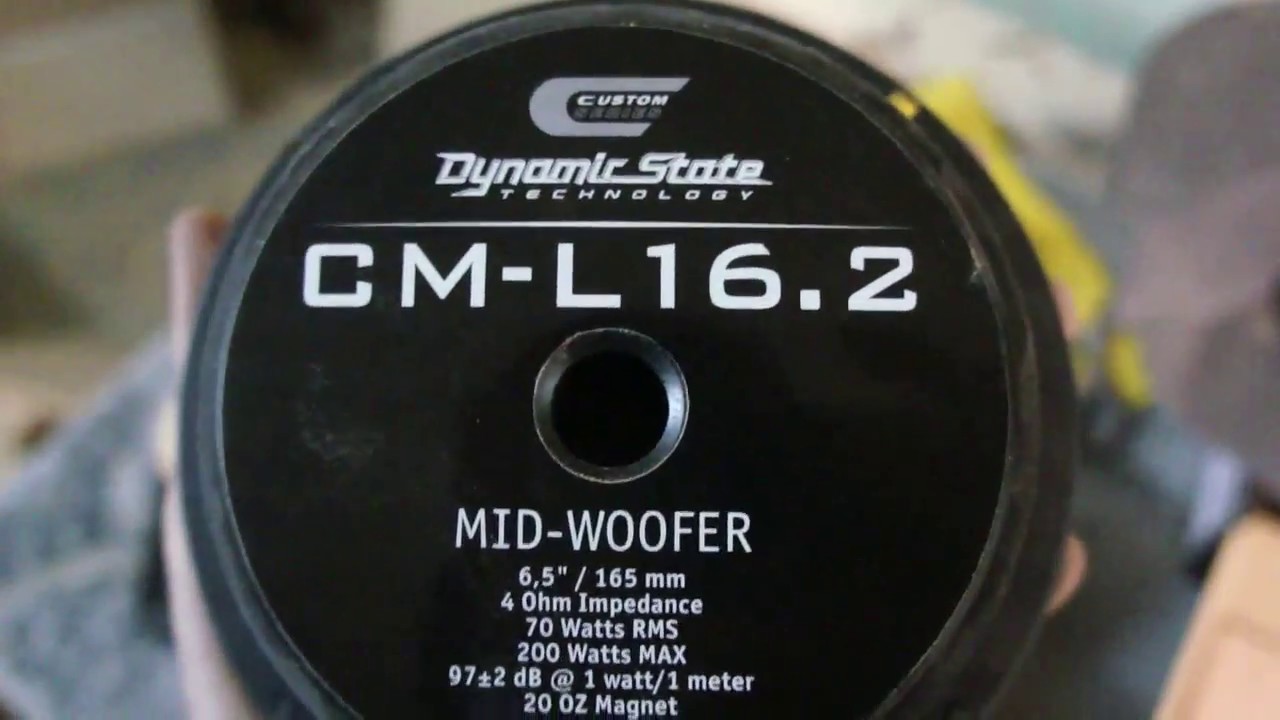 CUSTOM
SERIES
Dynamic State
TECHNOLOGY
CM-L16.2
MID-WOOFER
6,5" / 165 mm
4 Ohm Impedance
70 Watts RMS
200 Watts MAX
97±2 dB @ 1 watt/1 meter
20 OZ Magnet